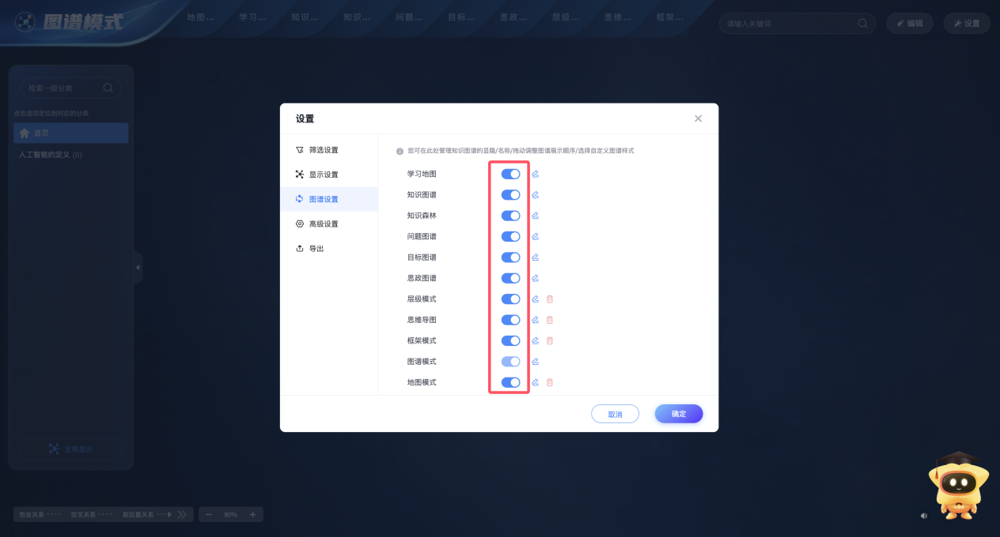 图谱模式
地图...
学习...
知识...
知识...
问题...
目标...
思政...
层级...
思维...
框架...
请输入关键词
编辑
设置
检索一级分类
点击选项定位到对应的分类
首页
人工智能的定义 (0)
全局显示
包含关系
交叉关系
前后置关系
80%
设置
筛选设置
显示设置
图谱设置
高级设置
导出
您可在此处管理知识图谱的显隐/名称/拖动调整图谱展示顺序/选择自定义图谱样式
学习地图
知识图谱
知识森林
问题图谱
目标图谱
思政图谱
层级模式
思维导图
框架模式
图谱模式
地图模式
取消
确定